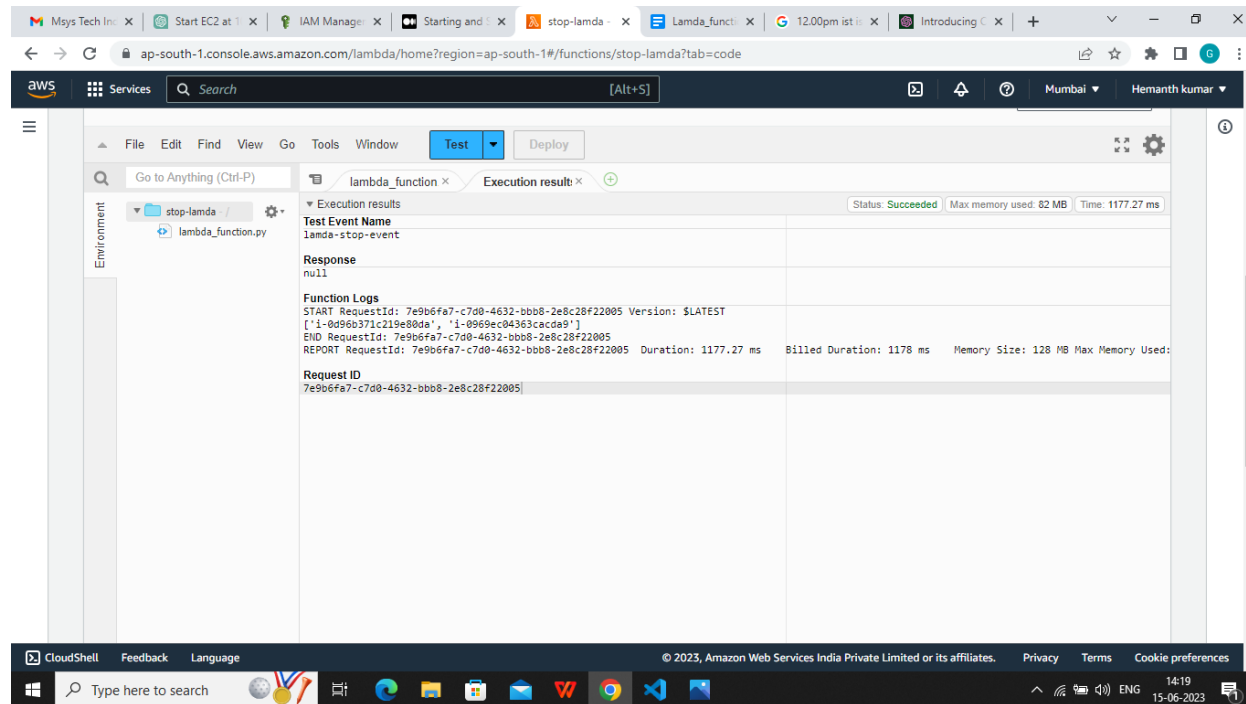 Msys Tech Inc
Start EC2 at 1
IAM Manager
Starting and S
stop-lamda -
Lamda_functi
12.00pm ist is
Introducing C
ap-south-1.console.aws.amazon.com/lambda/home?region=ap-south-1#/functions/stop-lamda?tab=code
G
aws
Services
Search
[Alt+S]
Mumbai
Hemanth kumar
File Edit Find View Go Tools Window
Test
Deploy
Go to Anything (Ctrl-P)
lambda_function
Execution results
Environment
stop-lamda - /
lambda_function.py
Execution results
Status: Succeeded
Max memory used: 82 MB
Time: 1177.27 ms
Test Event Name
lamda-stop-event
Response
null
Function Logs
START RequestId: 7e9b6fa7-c7d0-4632-bbb8-2e8c28f22005 Version: $LATEST
['i-0d96b371c219e80da', 'i-0969ec04363cacda9']
END RequestId: 7e9b6fa7-c7d0-4632-bbb8-2e8c28f22005
REPORT RequestId: 7e9b6fa7-c7d0-4632-bbb8-2e8c28f22005 Duration: 1177.27 ms Billed Duration: 1178 ms Memory Size: 128 MB Max Memory Used:
Request ID
7e9b6fa7-c7d0-4632-bbb8-2e8c28f22005
CloudShell
Feedback
Language
© 2023, Amazon Web Services India Private Limited or its affiliates.
Privacy
Terms
Cookie preferences
Type here to search
ENG
14:19
15-06-2023
1